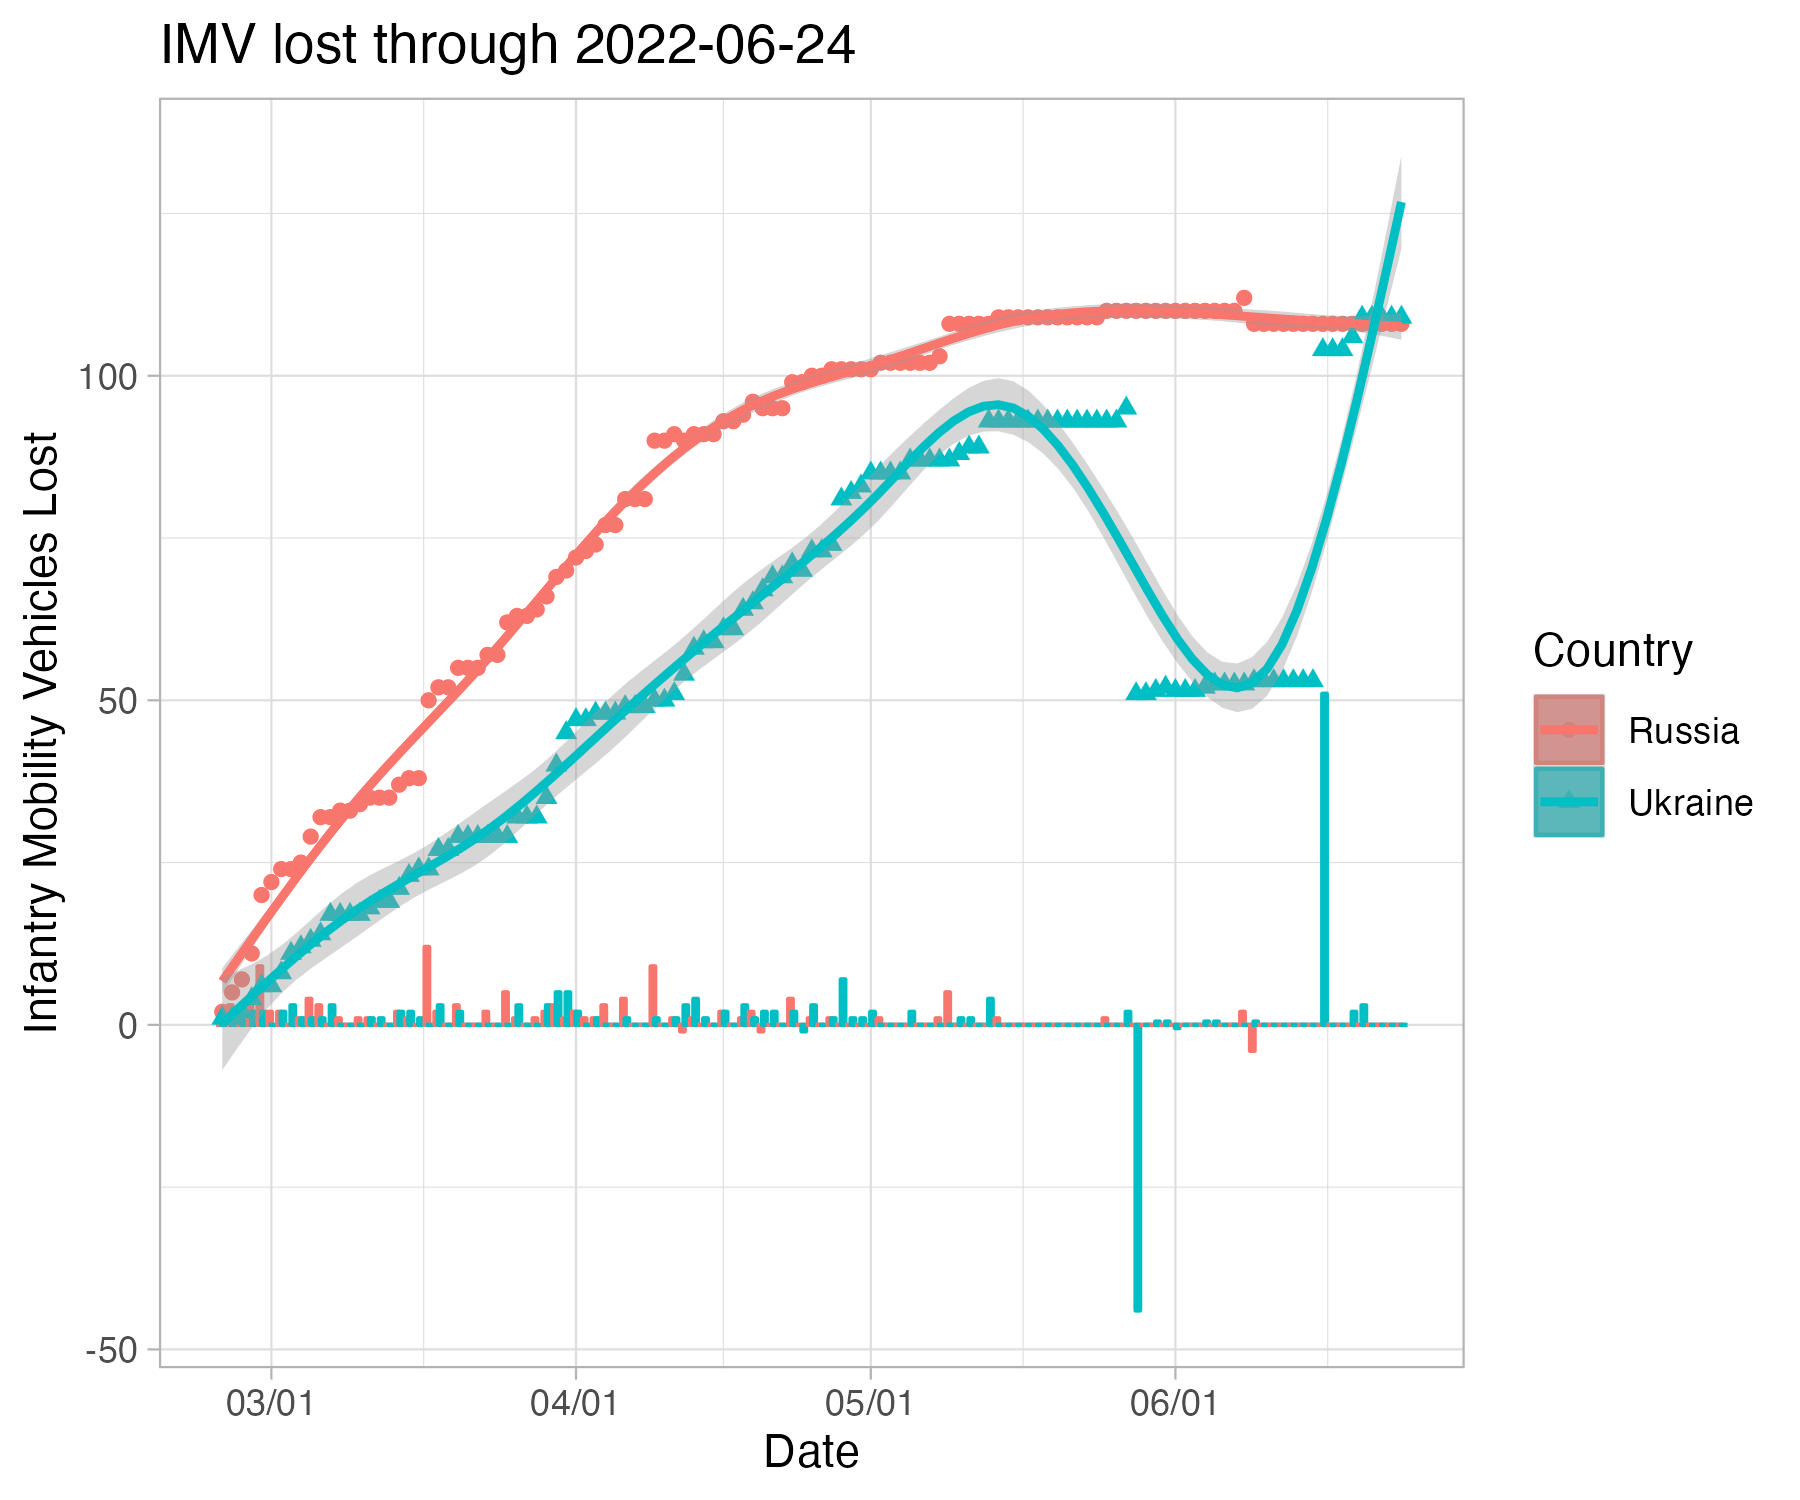 IMV lost through 2022-06-24
Infantry Mobility Vehicles Lost
100
50
0
-50
03/01
04/01
05/01
06/01
Date
Country
Russia
Ukraine